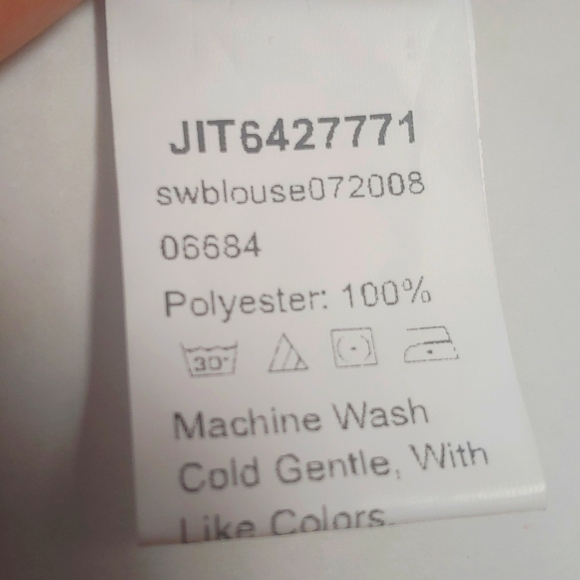 JIT6427771
swblouse072008
06684
Polyester: 100%
30°
Machine Wash
Cold Gentle, With
Like Colors.